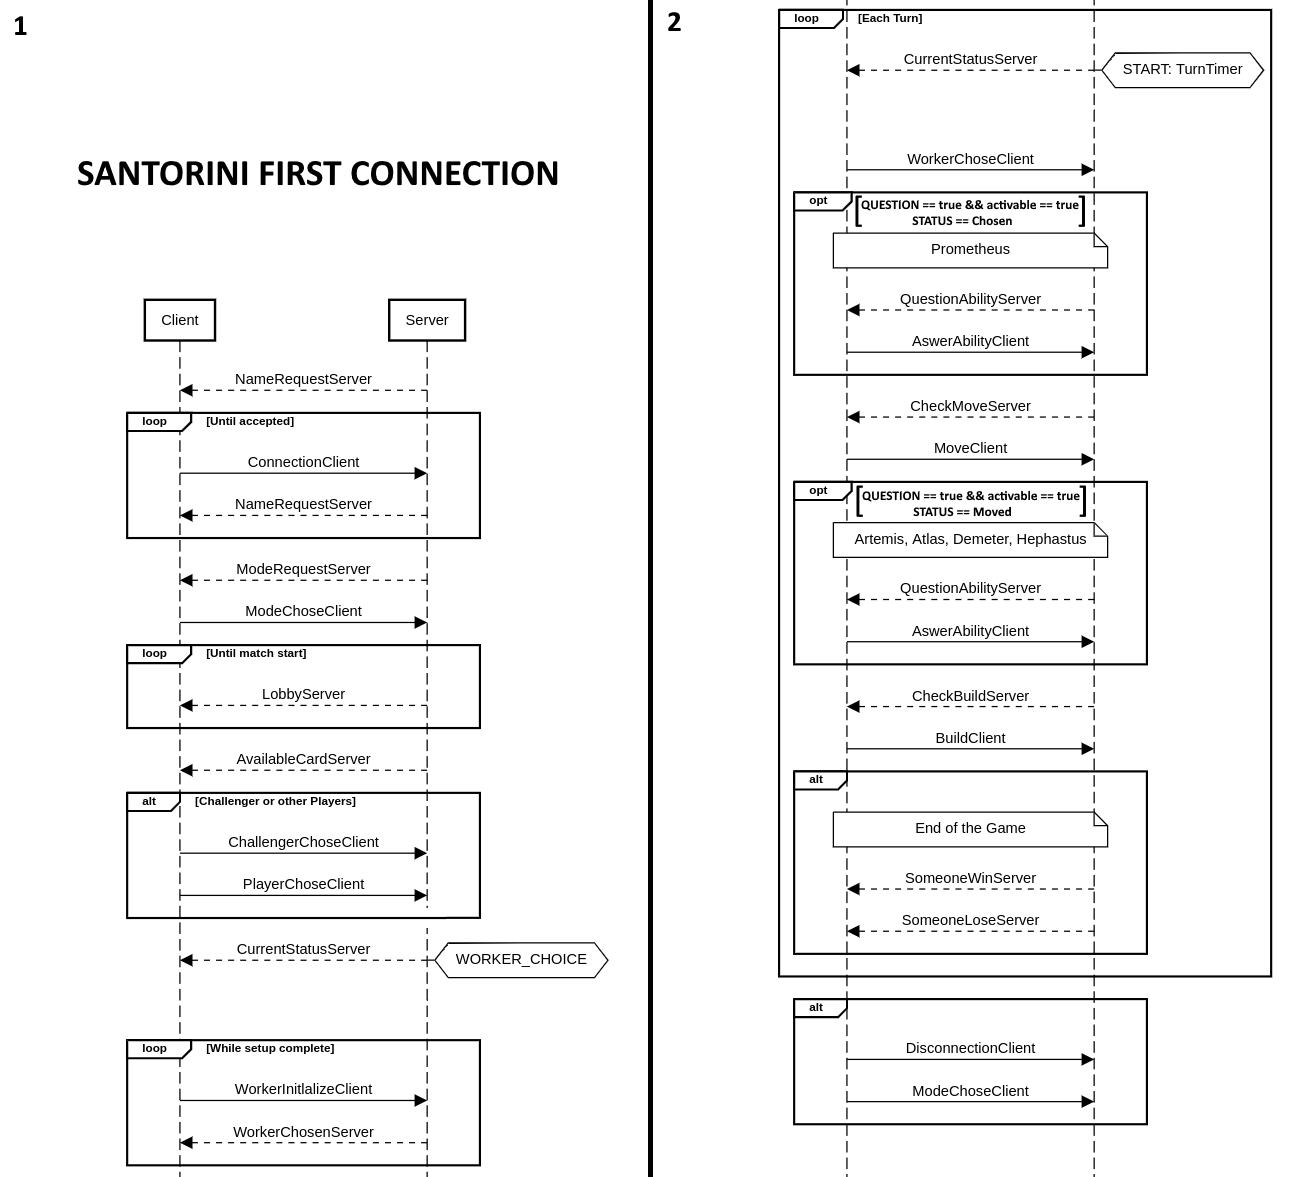 1
SANTORINI FIRST CONNECTION
Client
Server
NameRequestServer
loop
[Until accepted]
ConnectionClient
NameRequestServer
ModeRequestServer
ModeChoseClient
loop
[Until match start]
LobbyServer
AvailableCardServer
alt
[Challenger or other Players]
ChallengerChoseClient
PlayerChoseClient
CurrentStatusServer
WORKER_CHOICE
loop
[While setup complete]
WorkerInitlalizeClient
WorkerChosenServer
2
loop
[Each Turn]
CurrentStatusServer
START: TurnTimer
WorkerChoseClient
opt
[QUESTION == true && activable == true
STATUS == Chosen]
Prometheus
QuestionAbilityServer
AswerAbilityClient
CheckMoveServer
MoveClient
opt
[QUESTION == true && activable == true
STATUS == Moved]
Artemis, Atlas, Demeter, Hephastus
QuestionAbilityServer
AswerAbilityClient
CheckBuildServer
BuildClient
alt
End of the Game
SomeoneWinServer
SomeoneLoseServer
alt
DisconnectionClient
ModeChoseClient